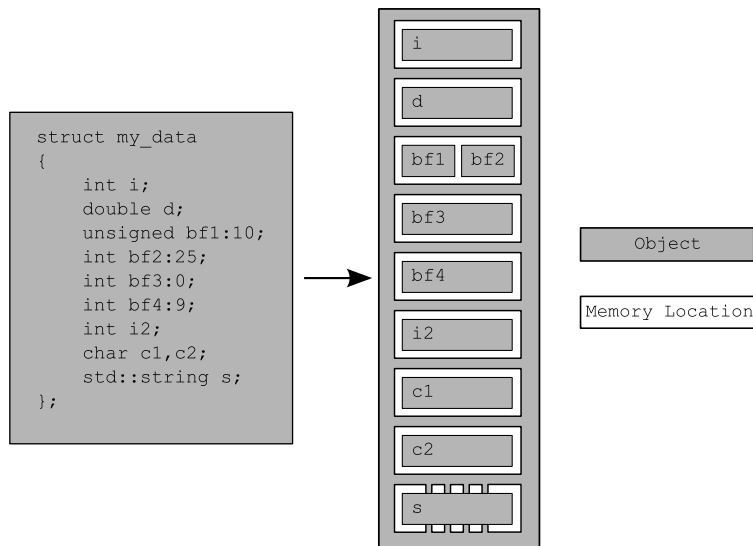 struct my_data
{
    int i;
    double d;
    unsigned bf1:10;
    int bf2:25;
    int bf3:0;
    int bf4:9;
    int i2;
    char c1,c2;
    std::string s;
};
i
d
bf1 bf2
bf3
bf4
i2
c1
c2
s
Object
Memory Location